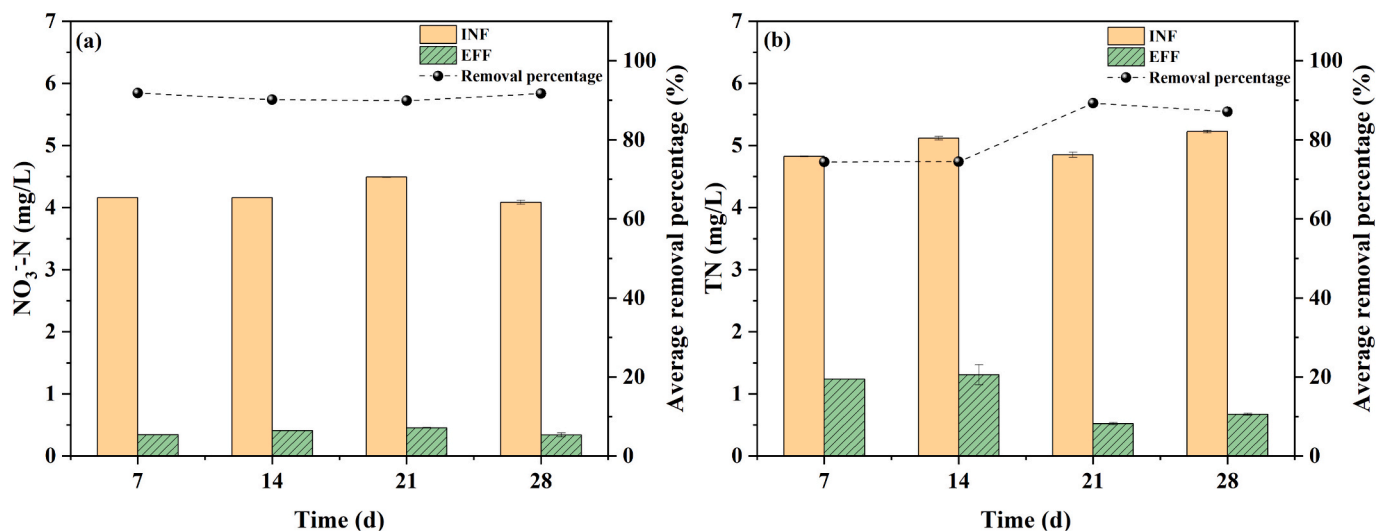 (a)
INF
EFF
Removal percentage
NO₃⁻-N (mg/L)
7
6
5
4
3
2
1
0
Average removal percentage (%)
100
80
60
40
20
0
7 14 21 28
Time (d)
(b)
INF
EFF
Removal percentage
TN (mg/L)
7
6
5
4
3
2
1
0
Average removal percentage (%)
100
80
60
40
20
0
7 14 21 28
Time (d)